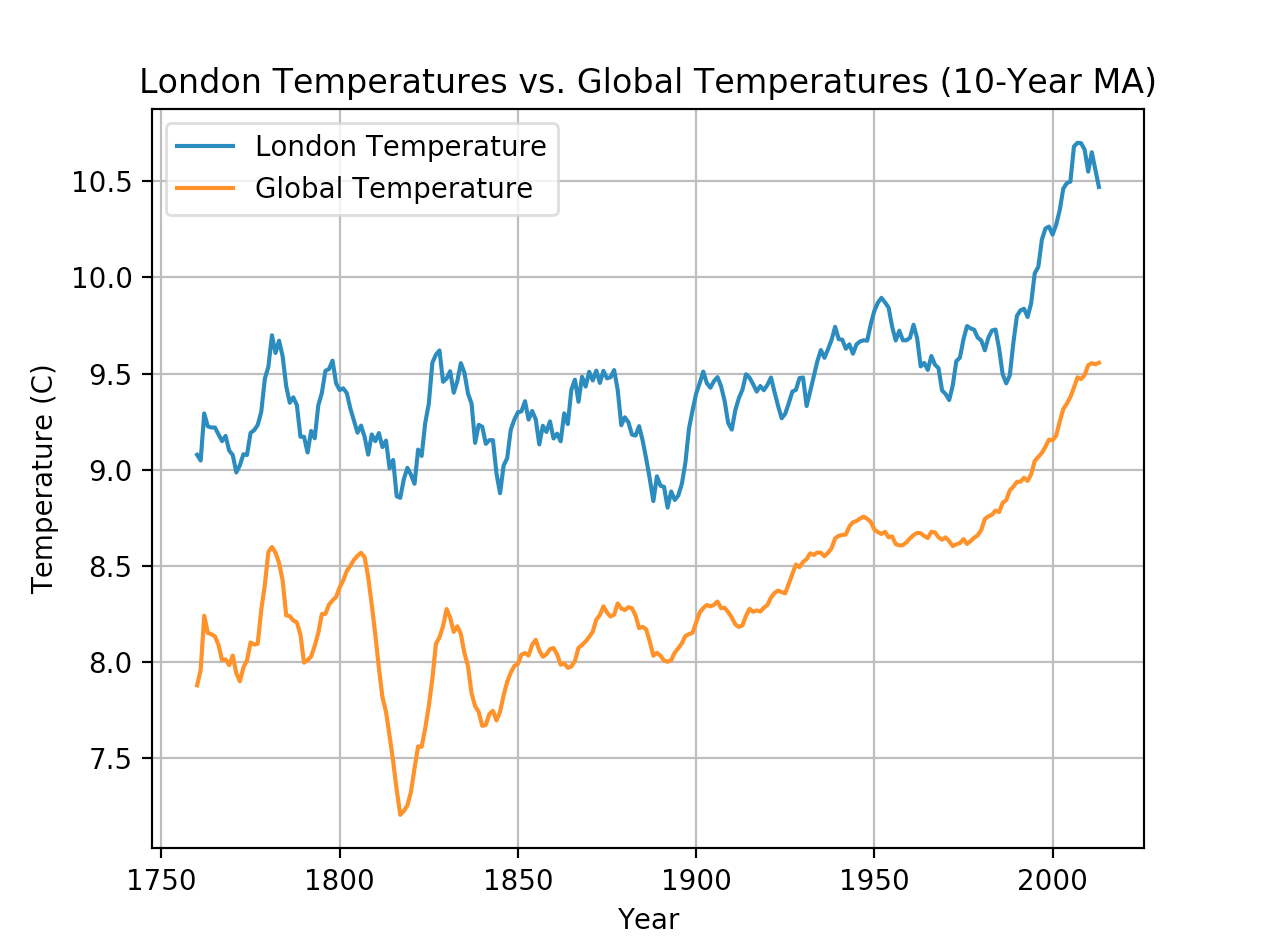 London Temperatures vs. Global Temperatures (10-Year MA)
London Temperature
Global Temperature
10.5
10.0
9.5
9.0
8.5
8.0
7.5
Temperature (C)
1750 1800 1850 1900 1950 2000
Year